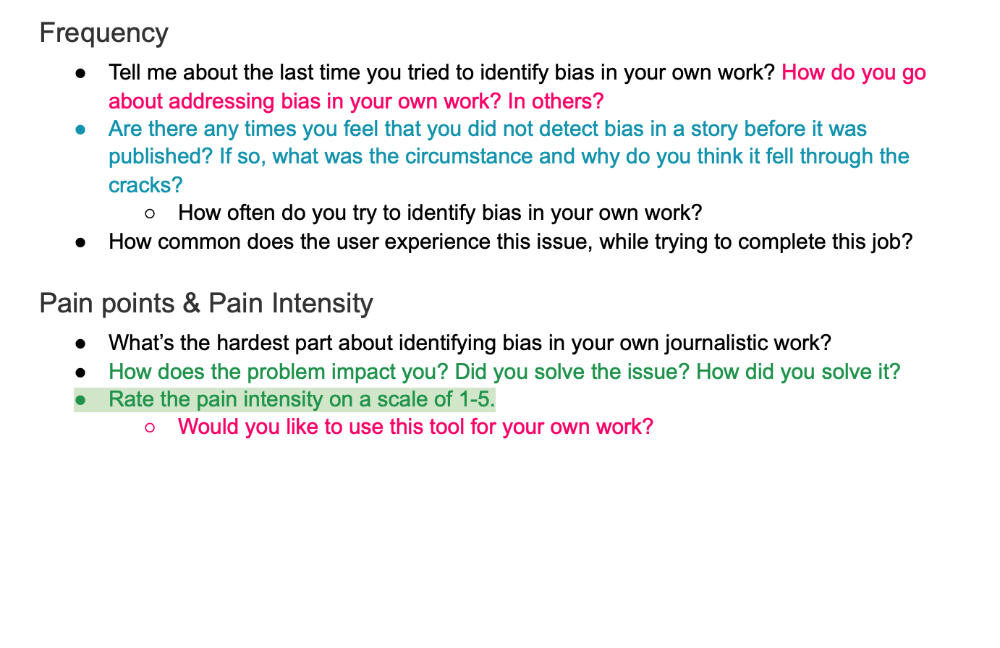 Frequency
● Tell me about the last time you tried to identify bias in your own work? How do you go
about addressing bias in your own work? In others?
● Are there any times you feel that you did not detect bias in a story before it was
published? If so, what was the circumstance and why do you think it fell through the
cracks?
○ How often do you try to identify bias in your own work?
● How common does the user experience this issue, while trying to complete this job?
Pain points & Pain Intensity
● What’s the hardest part about identifying bias in your own journalistic work?
● How does the problem impact you? Did you solve the issue? How did you solve it?
● Rate the pain intensity on a scale of 1-5.
○ Would you like to use this tool for your own work?